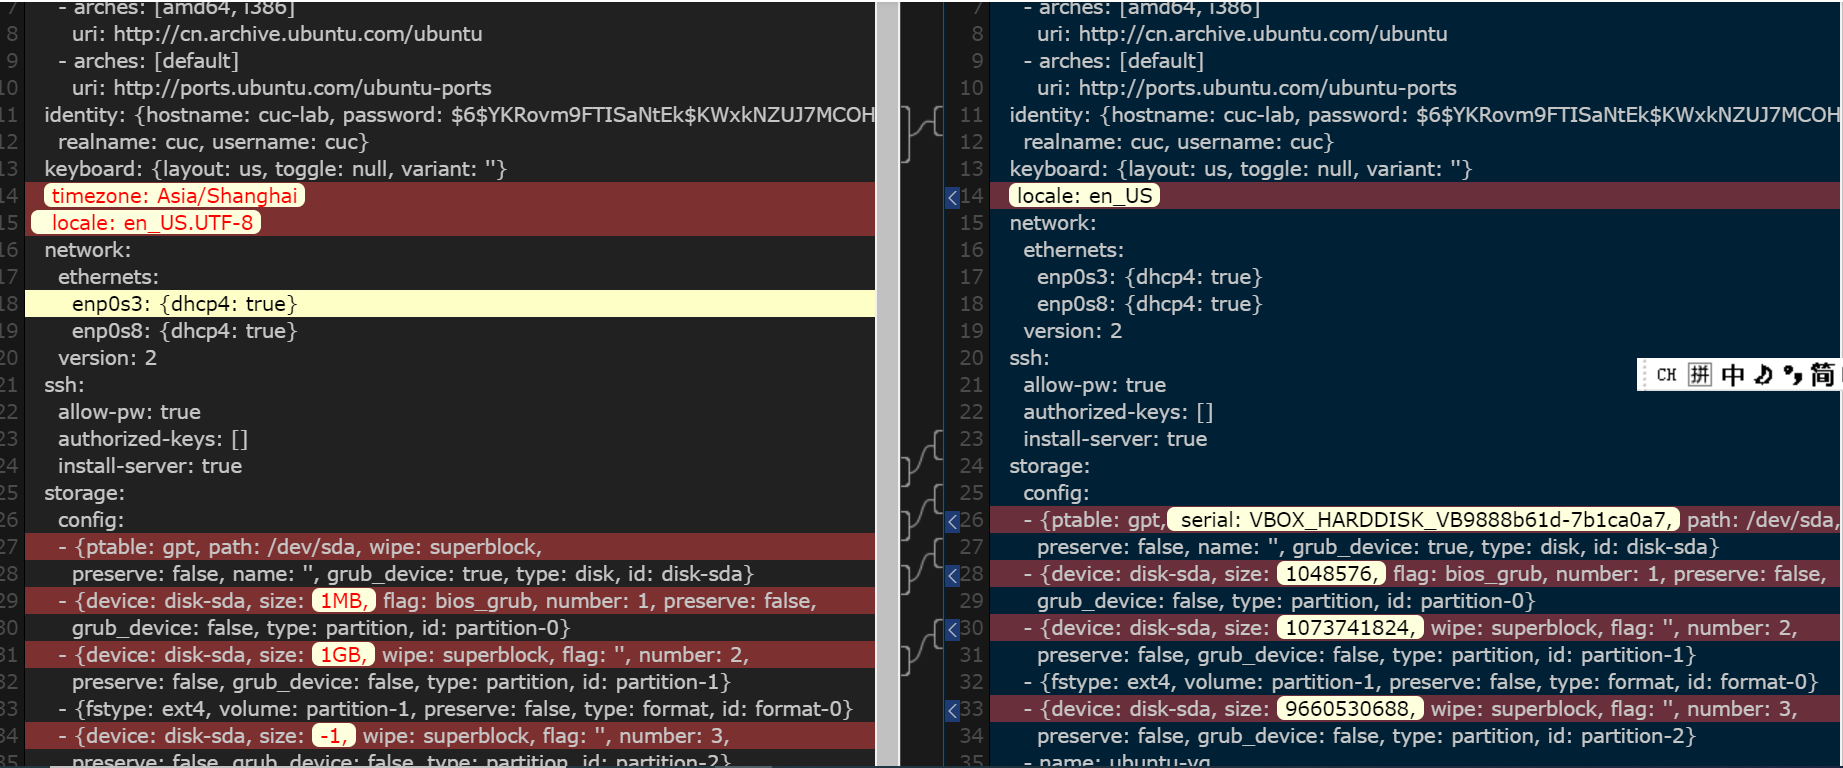 7 - arches: [amd64, i386]
8 uri: http://cn.archive.ubuntu.com/ubuntu
9 - arches: [default]
10 uri: http://ports.ubuntu.com/ubuntu-ports
11 identity: {hostname: cuc-lab, password: $6$YKRovm9FTISaNtEk$KWxkNZUJ7MCOH
12 realname: cuc, username: cuc}
13 keyboard: {layout: us, toggle: null, variant: ''}
14 timezone: Asia/Shanghai
15 locale: en_US.UTF-8
16 network:
17 ethernets:
18 enp0s3: {dhcp4: true}
19 enp0s8: {dhcp4: true}
20 version: 2
21 ssh:
22 allow-pw: true
23 authorized-keys: []
24 install-server: true
25 storage:
26 config:
27 - {ptable: gpt, path: /dev/sda, wipe: superblock,
28 preserve: false, name: '', grub_device: true, type: disk, id: disk-sda}
29 - {device: disk-sda, size: 1MB, flag: bios_grub, number: 1, preserve: false,
30 grub_device: false, type: partition, id: partition-0}
31 - {device: disk-sda, size: 1GB, wipe: superblock, flag: '', number: 2,
32 preserve: false, grub_device: false, type: partition, id: partition-1}
33 - {fstype: ext4, volume: partition-1, preserve: false, type: format, id: format-0}
34 - {device: disk-sda, size: -1, wipe: superblock, flag: '', number: 3,
35 preserve: false, grub_device: false, type: partition, id: partition-2}
7 - arches: [amd64, i386]
8 uri: http://cn.archive.ubuntu.com/ubuntu
9 - arches: [default]
10 uri: http://ports.ubuntu.com/ubuntu-ports
11 identity: {hostname: cuc-lab, password: $6$YKRovm9FTISaNtEk$KWxkNZUJ7MCOH
12 realname: cuc, username: cuc}
13 keyboard: {layout: us, toggle: null, variant: ''}
14 locale: en_US
15 network:
16 ethernets:
17 enp0s3: {dhcp4: true}
18 enp0s8: {dhcp4: true}
19 version: 2
20 ssh:
21 allow-pw: true
22 authorized-keys: []
23 install-server: true
24 storage:
25 config:
26 - {ptable: gpt, serial: VBOX_HARDDISK_VB9888b61d-7b1ca0a7, path: /dev/sda,
27 preserve: false, name: '', grub_device: true, type: disk, id: disk-sda}
28 - {device: disk-sda, size: 1048576, flag: bios_grub, number: 1, preserve: false,
29 grub_device: false, type: partition, id: partition-0}
30 - {device: disk-sda, size: 1073741824, wipe: superblock, flag: '', number: 2,
31 preserve: false, grub_device: false, type: partition, id: partition-1}
32 - {fstype: ext4, volume: partition-1, preserve: false, type: format, id: format-0}
33 - {device: disk-sda, size: 9660530688, wipe: superblock, flag: '', number: 3,
34 preserve: false, grub_device: false, type: partition, id: partition-2}
35 - name: ubuntu-vg
CH 拼 中 简